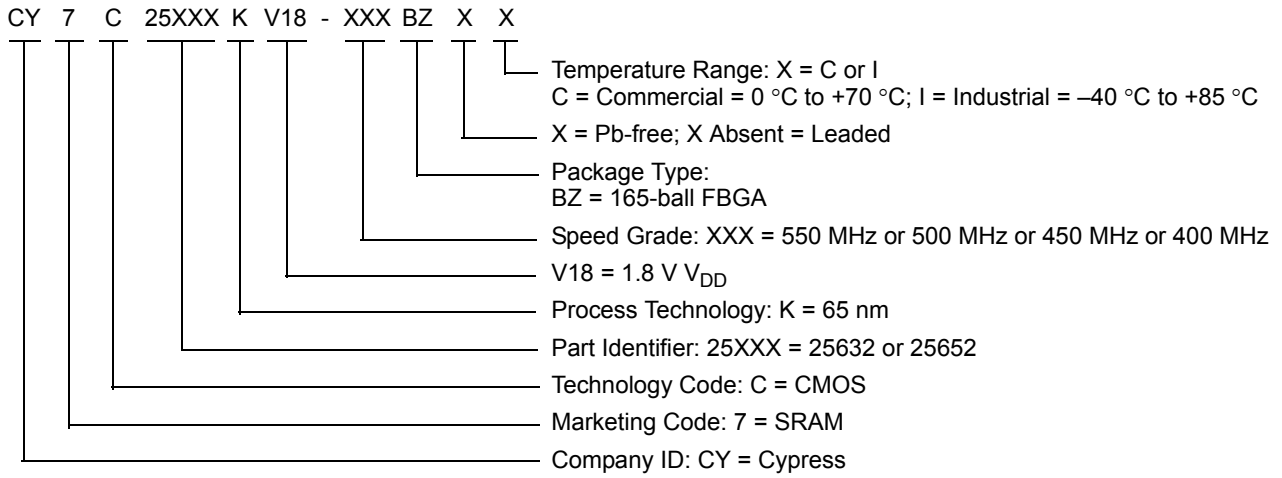 CY 7 C 25XXX K V18 - XXX BZ X X
Temperature Range: X = C or I
C = Commercial = 0 °C to +70 °C; I = Industrial = –40 °C to +85 °C
X = Pb-free; X Absent = Leaded
Package Type:
BZ = 165-ball FBGA
Speed Grade: XXX = 550 MHz or 500 MHz or 450 MHz or 400 MHz
V18 = 1.8 V VDD
Process Technology: K = 65 nm
Part Identifier: 25XXX = 25632 or 25652
Technology Code: C = CMOS
Marketing Code: 7 = SRAM
Company ID: CY = Cypress